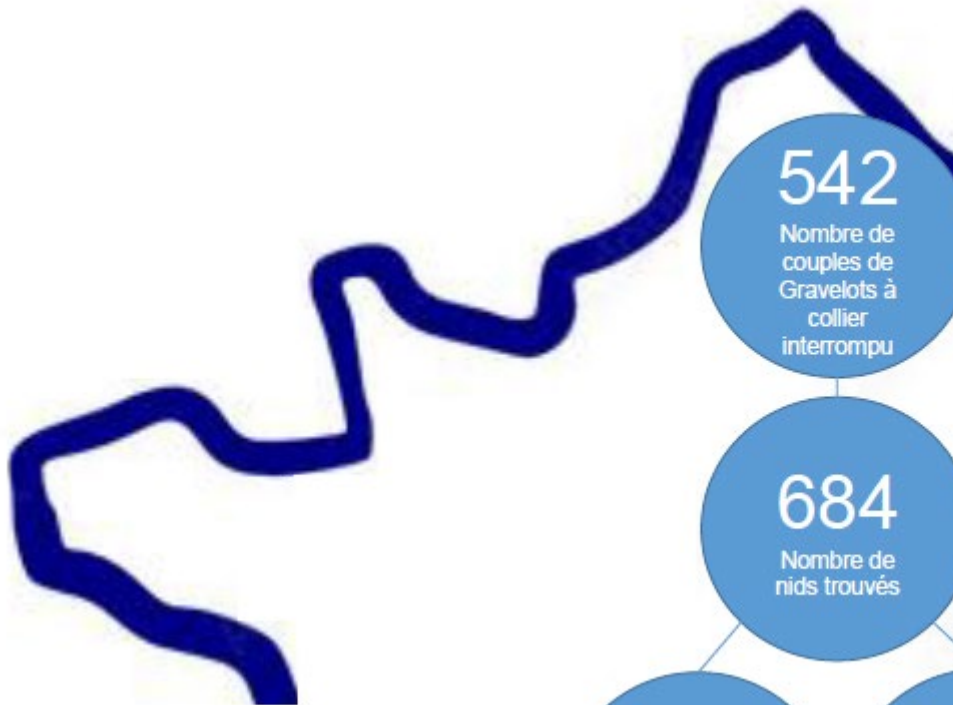 542
Nombre de
couples de
Gravelots à
collier
interrompu
684
Nombre de
nids trouvés